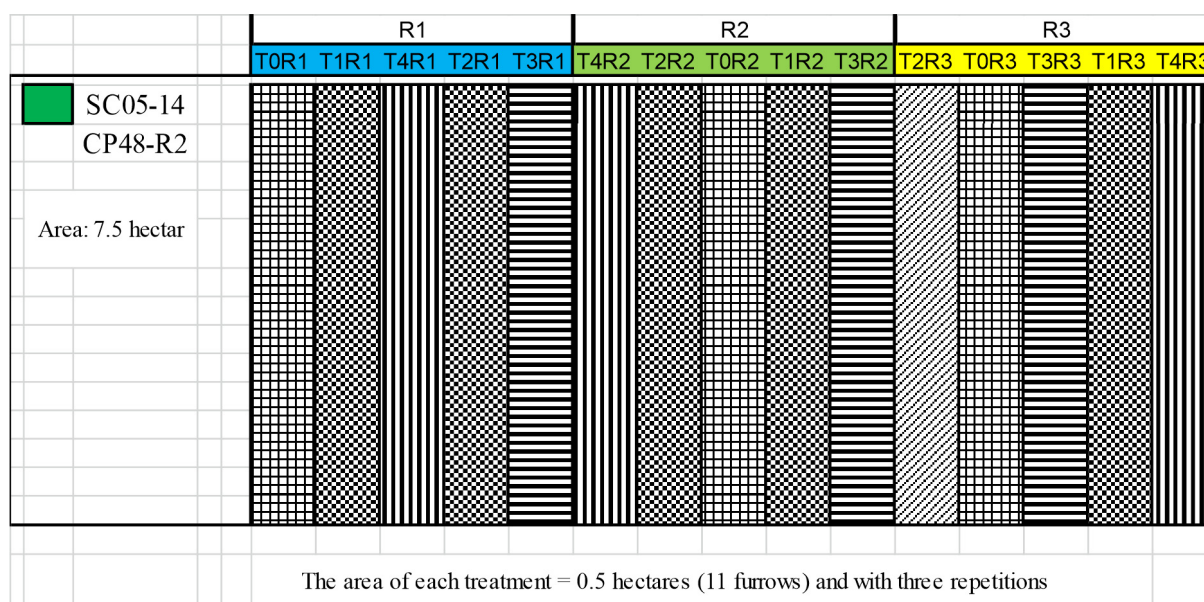 R1 R2 R3
T0R1 T1R1 T4R1 T2R1 T3R1 T4R2 T2R2 T0R2 T1R2 T3R2 T2R3 T0R3 T3R3 T1R3 T4R3
SC05-14
CP48-R2
Area: 7.5 hectar
The area of each treatment = 0.5 hectares (11 furrows) and with three repetitions